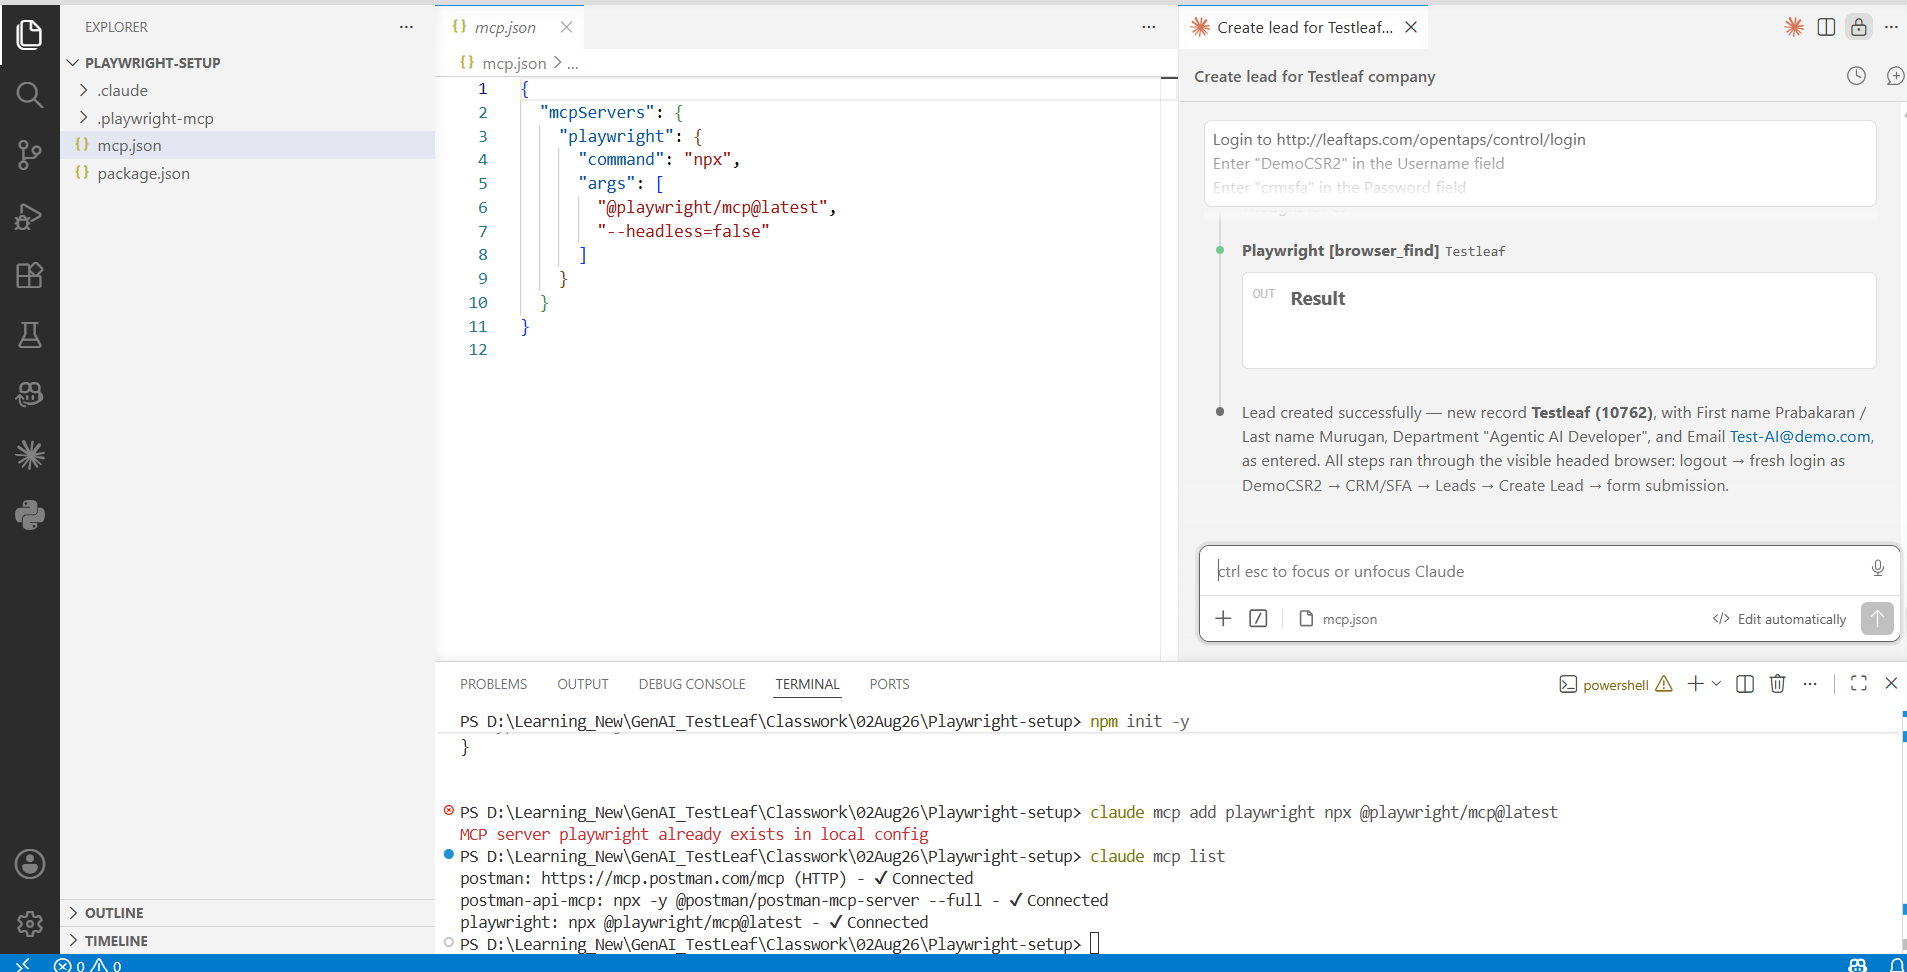 EXPLORER
PLAYWRIGHT-SETUP
.claude
.playwright-mcp
{} mcp.json
{} package.json
OUTLINE
TIMELINE
{} mcp.json
{} mcp.json > ...
1 {
2 "mcpServers": {
3 "playwright": {
4 "command": "npx",
5 "args": [
6 "@playwright/mcp@latest",
7 "--headless=false"
8 ]
9 }
10 }
11 }
12
Create lead for Testleaf...
Create lead for Testleaf company
Login to http://leaftaps.com/opentaps/control/login
Enter "DemoCSR2" in the Username field
Enter "crmsfa" in the Password field
Playwright [browser_find] Testleaf
OUT Result
Lead created successfully — new record Testleaf (10762), with First name Prabakaran /
Last name Murugan, Department "Agentic AI Developer", and Email Test-AI@demo.com,
as entered. All steps ran through the visible headed browser: logout → fresh login as
DemoCSR2 → CRM/SFA → Leads → Create Lead → form submission.
ctrl esc to focus or unfocus Claude
mcp.json
</> Edit automatically
PROBLEMS OUTPUT DEBUG CONSOLE TERMINAL PORTS
powershell
PS D:\Learning_New\GenAI_TestLeaf\Classwork\02Aug26\Playwright-setup> npm init -y
}
PS D:\Learning_New\GenAI_TestLeaf\Classwork\02Aug26\Playwright-setup> claude mcp add playwright npx @playwright/mcp@latest
MCP server playwright already exists in local config
PS D:\Learning_New\GenAI_TestLeaf\Classwork\02Aug26\Playwright-setup> claude mcp list
postman: https://mcp.postman.com/mcp (HTTP) - ✓ Connected
postman-api-mcp: npx -y @postman/postman-mcp-server --full - ✓ Connected
playwright: npx @playwright/mcp@latest - ✓ Connected
PS D:\Learning_New\GenAI_TestLeaf\Classwork\02Aug26\Playwright-setup>
0 0